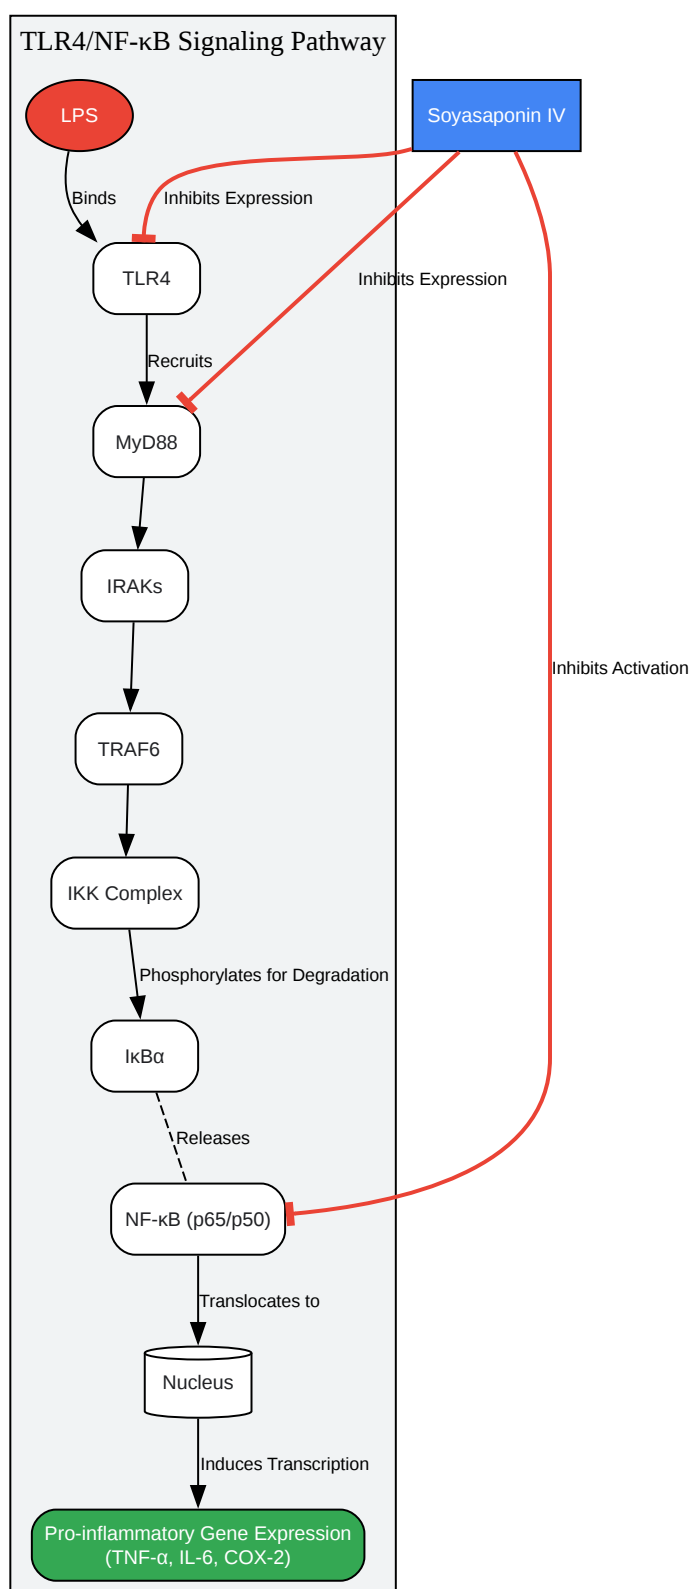 TLR4/NF-κB Signaling Pathway
LPS
Soyasaponin IV
Binds
Inhibits Expression
TLR4
Inhibits Expression
Recruits
MyD88
IRAKs
Inhibits Activation
TRAF6
IKK Complex
Phosphorylates for Degradation
IκBα
Releases
NF-κB (p65/p50)
Translocates to
Nucleus
Induces Transcription
Pro-inflammatory Gene Expression
(TNF-α, IL-6, COX-2)